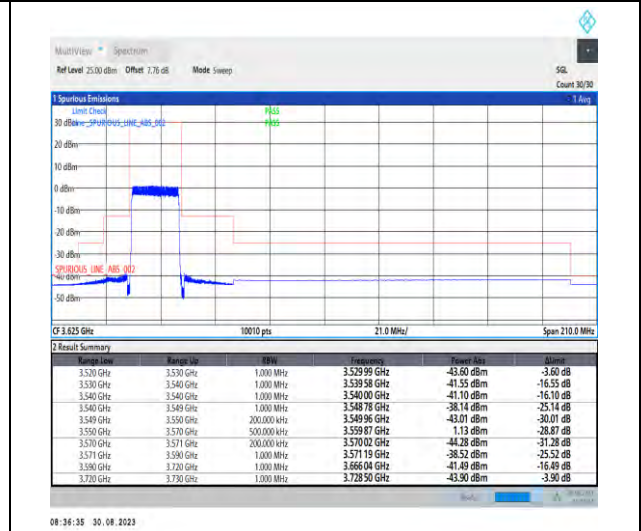 MultiView Spectrum
Ref Level 25.00 dBm Offset 7.76 dB Mode Sweep SGL
Count 30/30
1 Spurious Emissions 1 Avg
Limit Check PASS
30 dBm Line _SPURIOUS_LINE_ABS_002 PASS
20 dBm
10 dBm
0 dBm
-10 dBm
-20 dBm
-30 dBm
SPURIOUS_LINE_ABS_002
-40 dBm
-50 dBm
CF 3.625 GHz 10010 pts 21.0 MHz/ Span 210.0 MHz
2 Result Summary
Range Low Range Up RBW Frequency Power Abs ΔLimit
3.520 GHz 3.530 GHz 1.000 MHz 3.529 99 GHz -43.60 dBm -3.60 dB
3.530 GHz 3.540 GHz 1.000 MHz 3.539 58 GHz -41.55 dBm -16.55 dB
3.540 GHz 3.540 GHz 1.000 MHz 3.540 00 GHz -41.10 dBm -16.10 dB
3.540 GHz 3.549 GHz 1.000 MHz 3.548 78 GHz -38.14 dBm -25.14 dB
3.549 GHz 3.550 GHz 200.000 kHz 3.549 96 GHz -43.01 dBm -30.01 dB
3.550 GHz 3.570 GHz 500.000 kHz 3.559 87 GHz 1.13 dBm -28.87 dB
3.570 GHz 3.571 GHz 200.000 kHz 3.570 02 GHz -44.28 dBm -31.28 dB
3.571 GHz 3.590 GHz 1.000 MHz 3.571 19 GHz -38.52 dBm -25.52 dB
3.590 GHz 3.720 GHz 1.000 MHz 3.666 04 GHz -41.49 dBm -16.49 dB
3.720 GHz 3.730 GHz 1.000 MHz 3.728 50 GHz -43.90 dBm -3.90 dB
08:36:35 30.08.2023